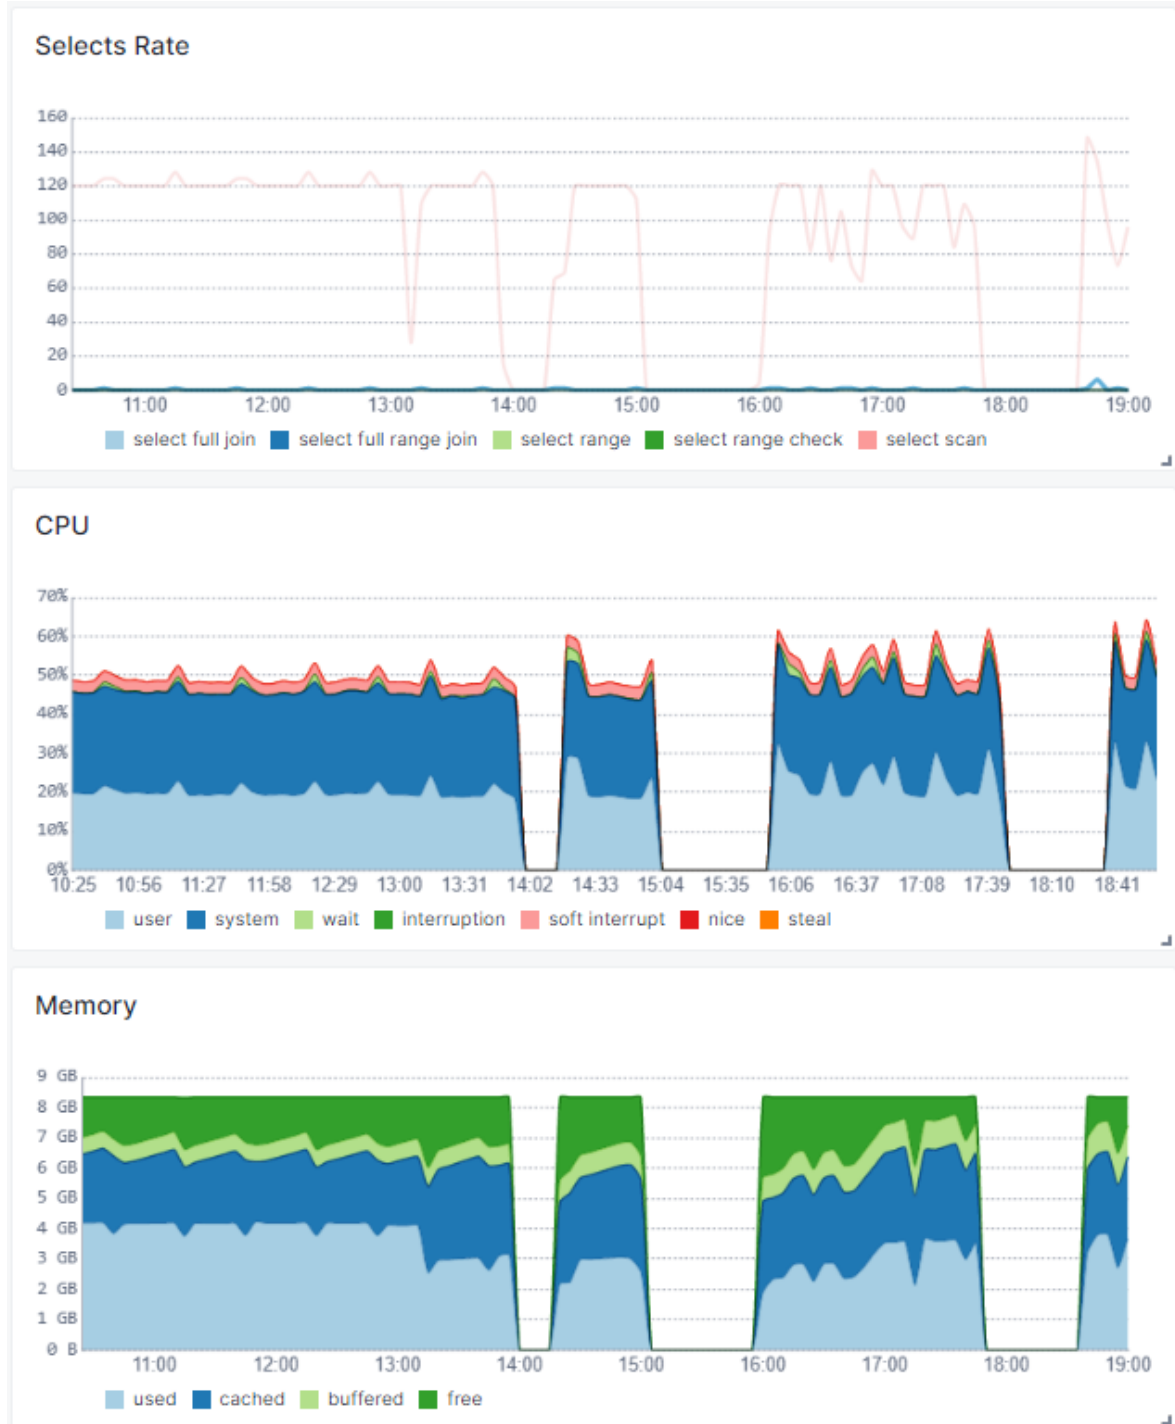 Selects Rate
160
140
120
100
80
60
40
20
0
11:00 12:00 13:00 14:00 15:00 16:00 17:00 18:00 19:00
select full join select full range join select range select range check select scan
CPU
70%
60%
50%
40%
30%
20%
10%
0%
10:25 10:56 11:27 11:58 12:29 13:00 13:31 14:02 14:33 15:04 15:35 16:06 16:37 17:08 17:39 18:10 18:41
user system wait interruption soft interrupt nice steal
Memory
9 GB
8 GB
7 GB
6 GB
5 GB
4 GB
3 GB
2 GB
1 GB
0 B
11:00 12:00 13:00 14:00 15:00 16:00 17:00 18:00 19:00
used cached buffered free